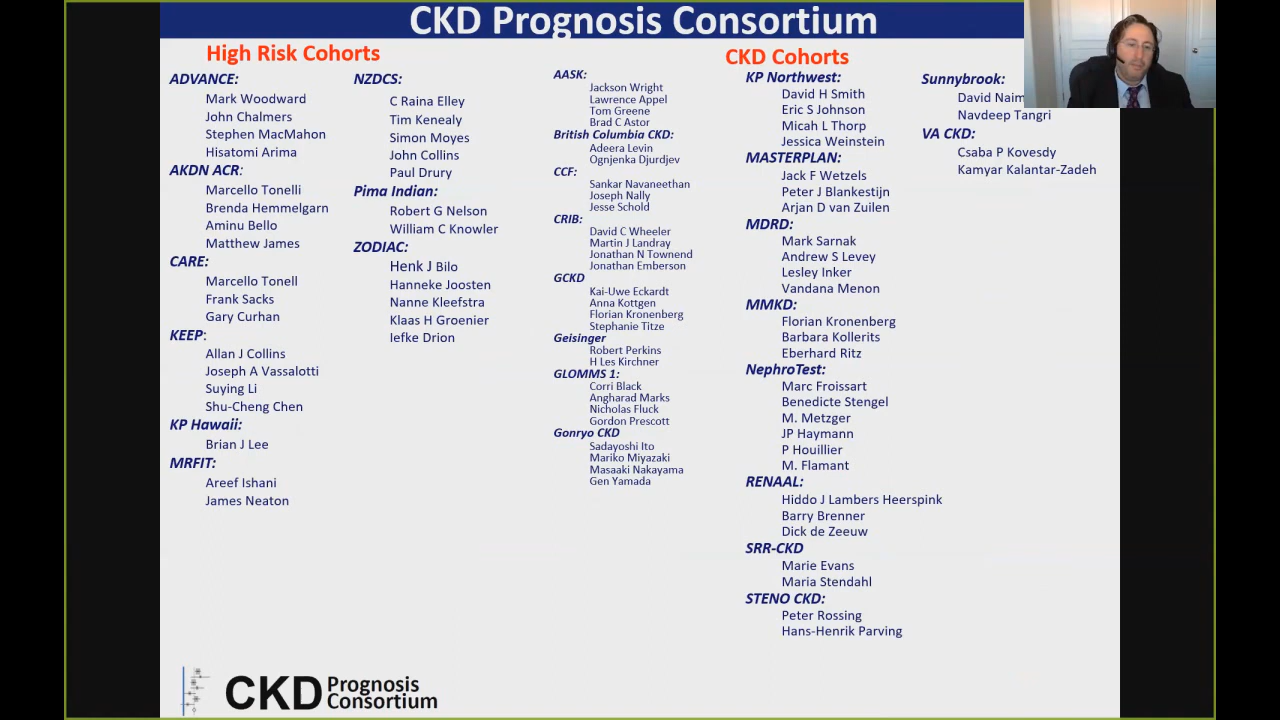 CKD Prognosis Consortium
High Risk Cohorts
ADVANCE:
Mark Woodward
John Chalmers
Stephen MacMahon
Hisatomi Arima
AKDN ACR:
Marcello Tonelli
Brenda Hemmelgarn
Aminu Bello
Matthew James
CARE:
Marcello Tonell
Frank Sacks
Gary Curhan
KEEP:
Allan J Collins
Joseph A Vassalotti
Suying Li
Shu-Cheng Chen
KP Hawaii:
Brian J Lee
MRFIT:
Areef Ishani
James Neaton
NZDCS:
C Raina Elley
Tim Kenealy
Simon Moyes
John Collins
Paul Drury
Pima Indian:
Robert G Nelson
William C Knowler
ZODIAC:
Henk J Bilo
Hanneke Joosten
Nanne Kleefstra
Klaas H Groenier
Iefke Drion
CKD Cohorts
AASK:
Jackson Wright
Lawrence Appel
Tom Greene
Brad C Astor
British Columbia CKD:
Adeera Levin
Ognjenka Djurdjev
CCF:
Sankar Navaneethan
Joseph Nally
Jesse Schold
CRIB:
David C Wheeler
Martin J Landray
Jonathan N Townend
Jonathan Emberson
GCKD
Kai-Uwe Eckardt
Anna Kottgen
Florian Kronenberg
Stephanie Titze
Geisinger
Robert Perkins
H Les Kirchner
GLOMMS 1:
Corri Black
Angharad Marks
Nicholas Fluck
Gordon Prescott
Gonryo CKD
Sadayoshi Ito
Mariko Miyazaki
Masaaki Nakayama
Gen Yamada
KP Northwest:
David H Smith
Eric S Johnson
Micah L Thorp
Jessica Weinstein
MASTERPLAN:
Jack F Wetzels
Peter J Blankestijn
Arjan D van Zuilen
MDRD:
Mark Sarnak
Andrew S Levey
Lesley Inker
Vandana Menon
MMKD:
Florian Kronenberg
Barbara Kollerits
Eberhard Ritz
NephroTest:
Marc Froissart
Benedicte Stengel
M. Metzger
JP Haymann
P Houillier
M. Flamant
RENAAL:
Hiddo J Lambers Heerspink
Barry Brenner
Dick de Zeeuw
SRR-CKD
Marie Evans
Maria Stendahl
STENO CKD:
Peter Rossing
Hans-Henrik Parving
Sunnybrook:
David Naim
Navdeep Tangri
VA CKD:
Csaba P Kovesdy
Kamyar Kalantar-Zadeh
CKD Prognosis
Consortium